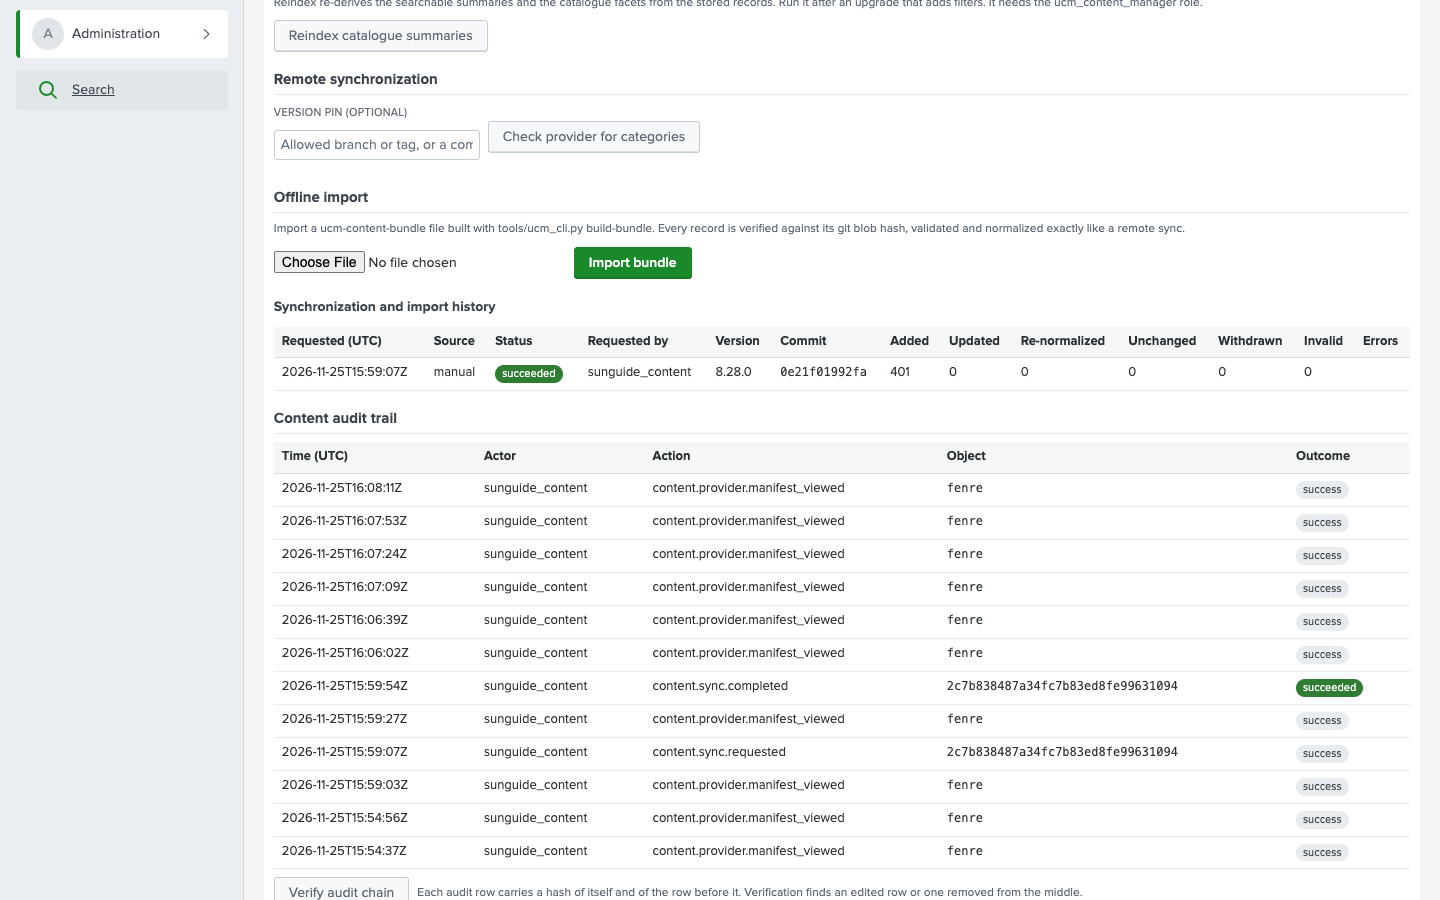 Reindex re-derives the searchable summaries and the catalogue facets from the stored records. Run it after an upgrade that adds filters. It needs the ucm_content_manager role.
A Administration
Search
Reindex catalogue summaries
Remote synchronization
VERSION PIN (OPTIONAL)
Allowed branch or tag, or a com
Check provider for categories
Offline import
Import a ucm-content-bundle file built with tools/ucm_cli.py build-bundle. Every record is verified against its git blob hash, validated and normalized exactly like a remote sync.
Choose File No file chosen Import bundle
Synchronization and import history
Requested (UTC) Source Status Requested by Version Commit Added Updated Re-normalized Unchanged Withdrawn Invalid Errors
2026-11-25T15:59:07Z manual succeeded sunguide_content 8.28.0 0e21f01992fa 401 0 0 0 0 0
Content audit trail
Time (UTC) Actor Action Object Outcome
2026-11-25T16:08:11Z sunguide_content content.provider.manifest_viewed fenre success
2026-11-25T16:07:53Z sunguide_content content.provider.manifest_viewed fenre success
2026-11-25T16:07:24Z sunguide_content content.provider.manifest_viewed fenre success
2026-11-25T16:07:09Z sunguide_content content.provider.manifest_viewed fenre success
2026-11-25T16:06:39Z sunguide_content content.provider.manifest_viewed fenre success
2026-11-25T16:06:02Z sunguide_content content.provider.manifest_viewed fenre success
2026-11-25T15:59:54Z sunguide_content content.sync.completed 2c7b838487a34fc7b83ed8fe99631094 succeeded
2026-11-25T15:59:27Z sunguide_content content.provider.manifest_viewed fenre success
2026-11-25T15:59:07Z sunguide_content content.sync.requested 2c7b838487a34fc7b83ed8fe99631094 success
2026-11-25T15:59:03Z sunguide_content content.provider.manifest_viewed fenre success
2026-11-25T15:54:56Z sunguide_content content.provider.manifest_viewed fenre success
2026-11-25T15:54:37Z sunguide_content content.provider.manifest_viewed fenre success
Verify audit chain Each audit row carries a hash of itself and of the row before it. Verification finds an edited row or one removed from the middle.